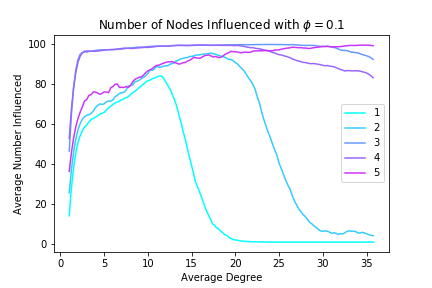 Number of Nodes Influenced with ϕ = 0.1
Average Number Influenced
100
80
60
40
20
0
1
2
3
4
5
0 5 10 15 20 25 30 35
Average Degree